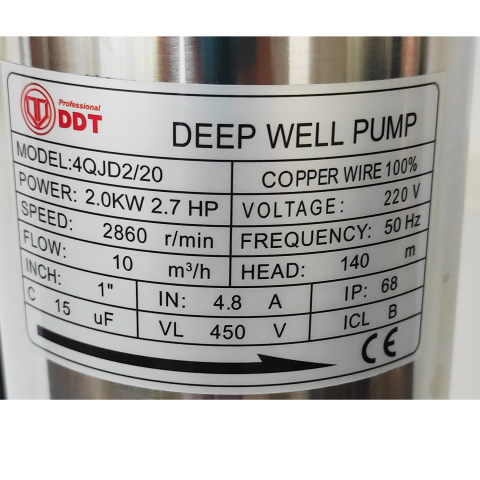 Professional
DDT
DEEP WELL PUMP
MODEL:4QJD2/20
COPPER WIRE 100%
POWER: 2.0KW 2.7 HP
VOLTAGE: 220 V
SPEED: 2860 r/min
FREQUENCY: 50 Hz
FLOW: 10 m³/h
HEAD: 140 m
INCH: 1"
IN: 4.8 A
IP: 68
C 15 uF
VL 450 V
ICL B
CE